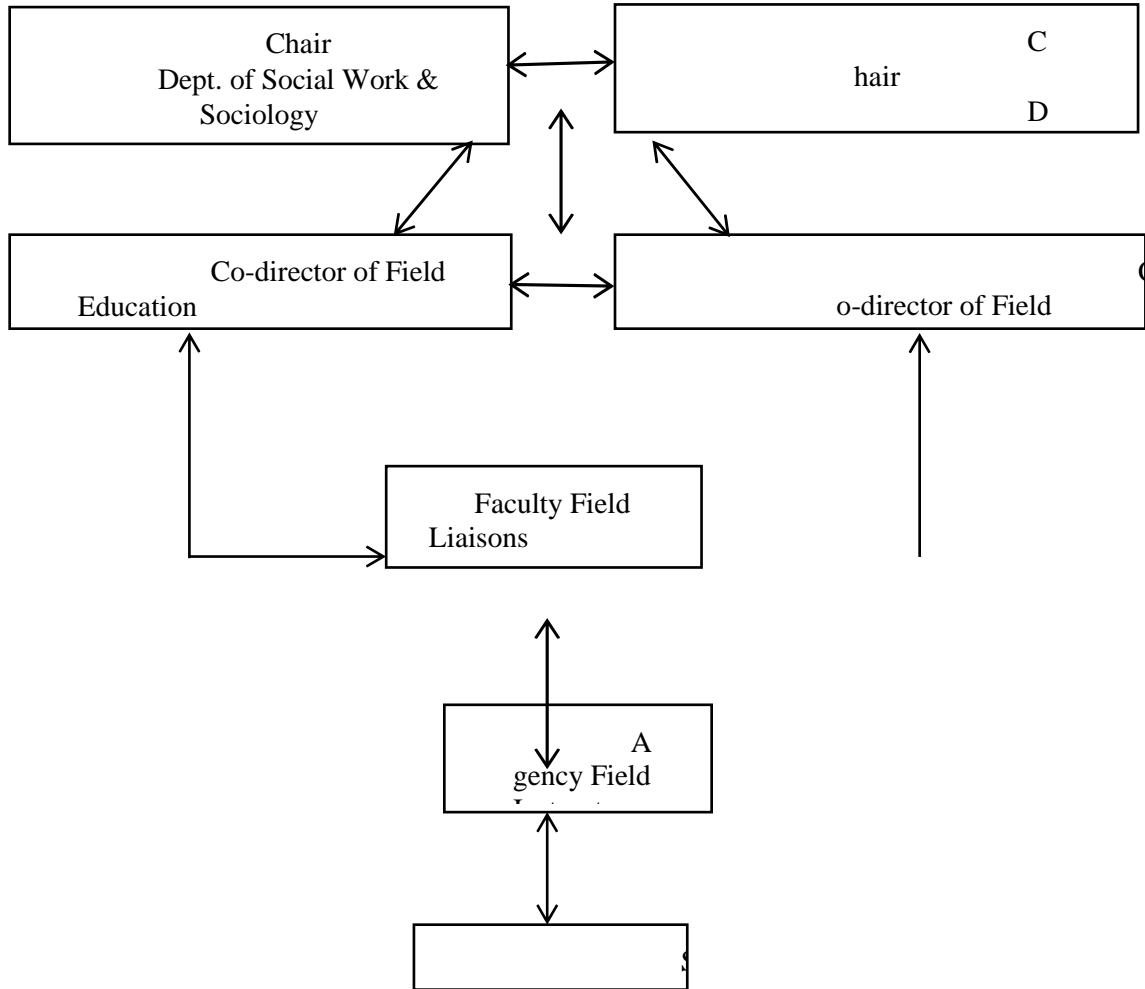 Chair
Dept. of Social Work &
Sociology
C
hair
D
Co-director of Field
Education
C
o-director of Field
Faculty Field
Liaisons
A
gency Field
S